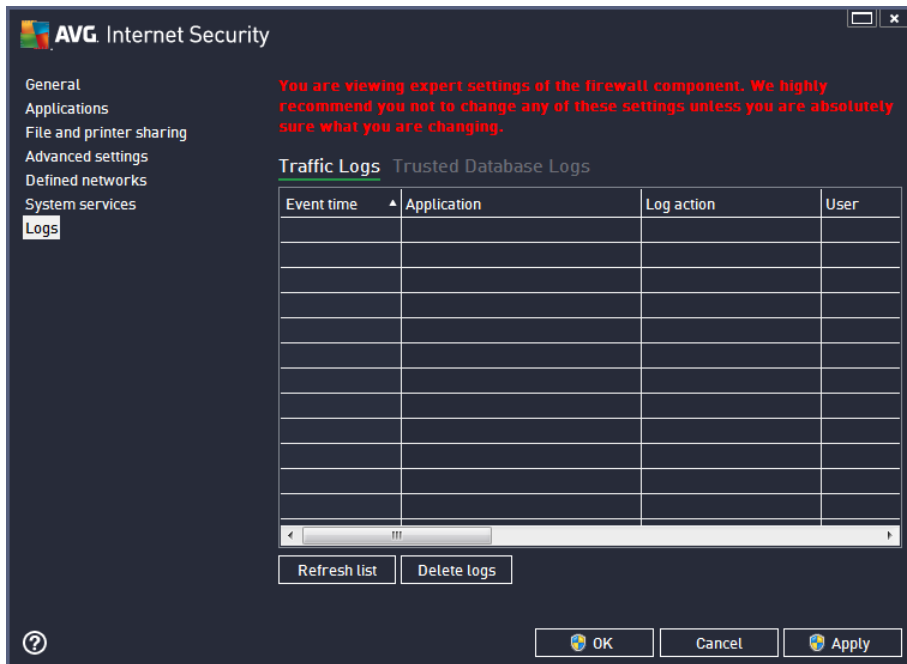 AVG. Internet Security
General
Applications
File and printer sharing
Advanced settings
Defined networks
System services
Logs
You are viewing expert settings of the firewall component. We highly
recommend you not to change any of these settings unless you are absolutely
sure what you are changing.
Traffic Logs Trusted Database Logs
Event time Application Log action User
Refresh list Delete logs
OK Cancel Apply